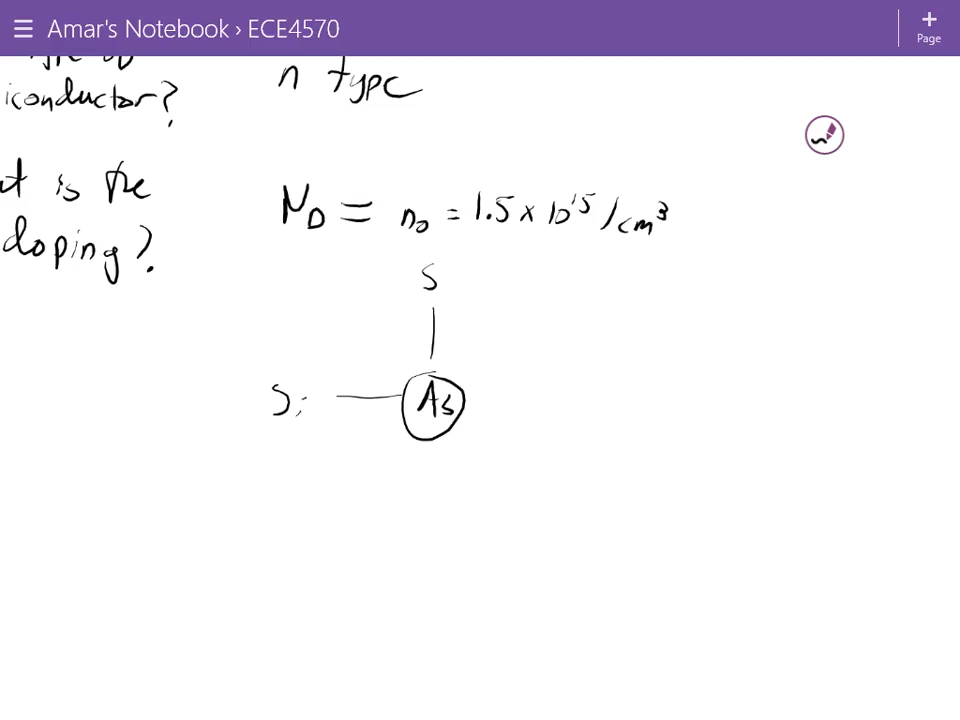 Amar's Notebook › ECE4570
Page
iconductor?
n type
is the
doping?
N_D = n_0 = 1.5 × 10^15 /cm^3
S
Si
As